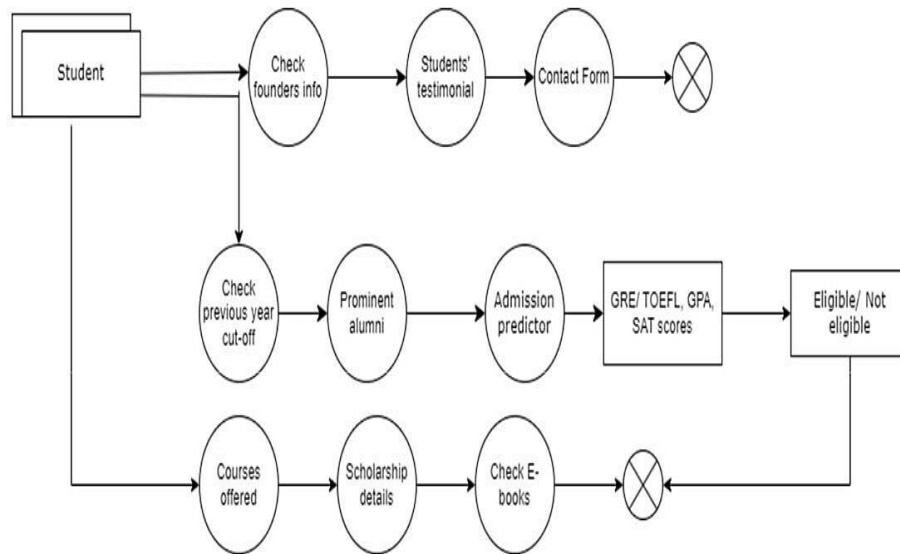 Student
Check
founders info
Students'
testimonial
Contact Form
Check
previous year
cut-off
Prominent
alumni
Admission
predictor
GRE/ TOEFL, GPA,
SAT scores
Eligible/ Not
eligible
Courses
offered
Scholarship
details
Check E-
books